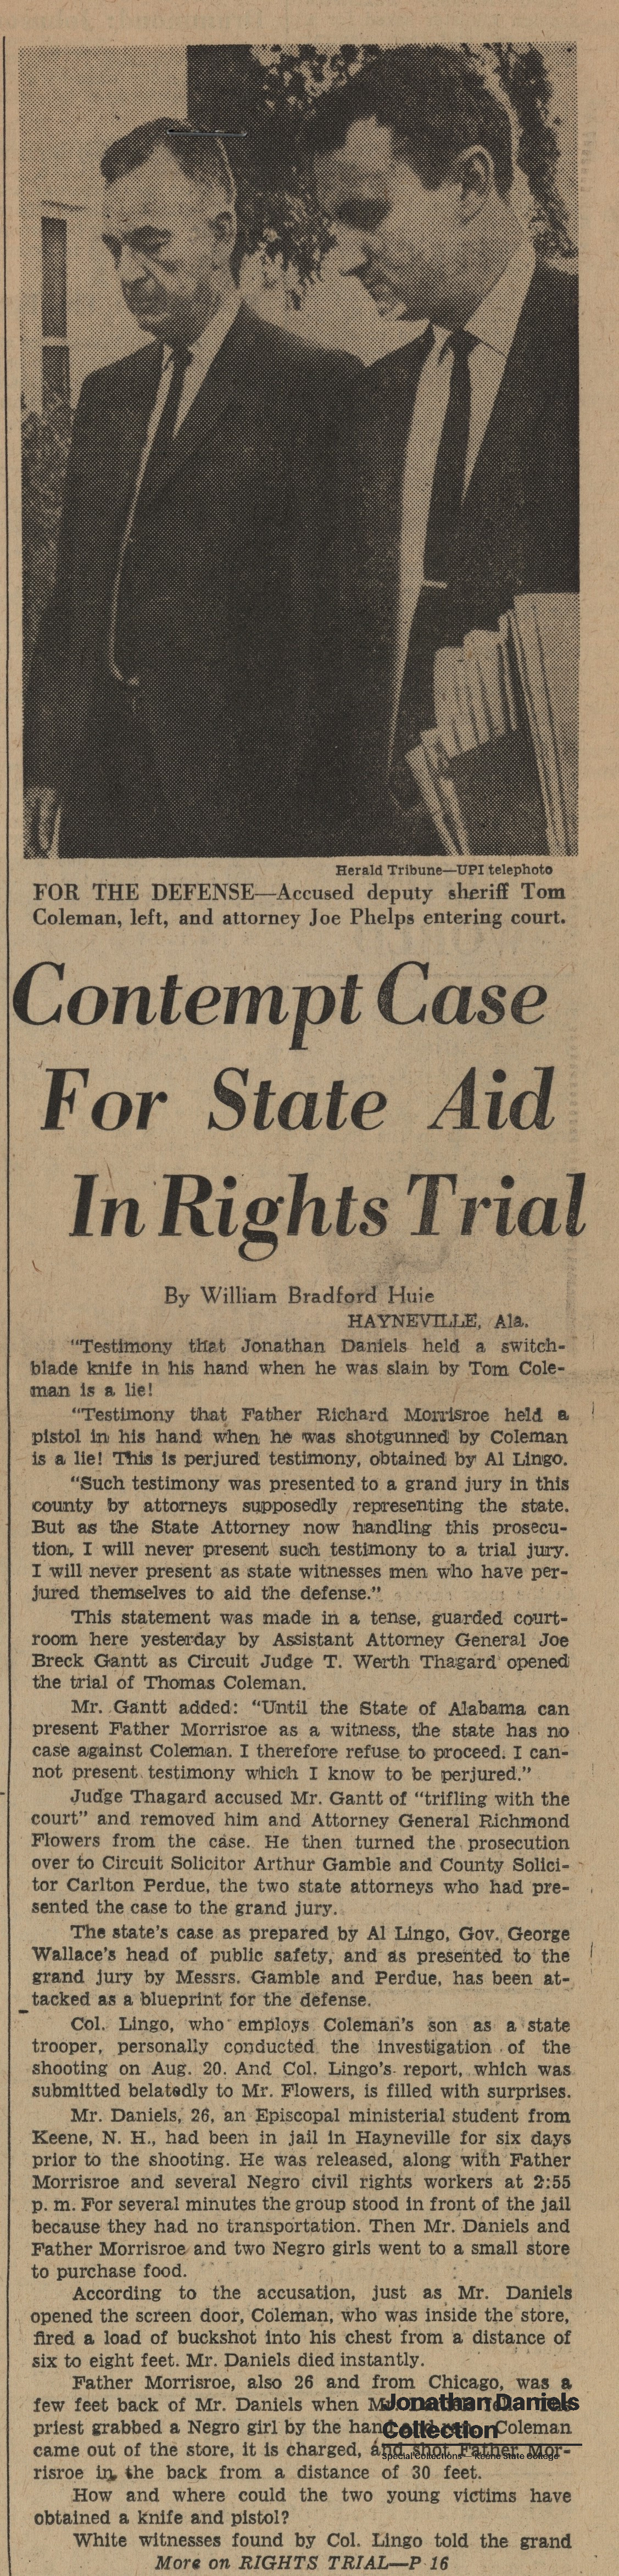 Herald Tribune—UPI telephoto
FOR THE DEFENSE—Accused deputy sheriff Tom
Coleman, left, and attorney Joe Phelps entering court.
Contempt Case
For State Aid
In Rights Trial
By William Bradford Huie
HAYNEVILLE, Ala.
"Testimony that Jonathan Daniels held a switch-
blade knife in his hand when he was slain by Tom Cole-
man is a lie!
"Testimony that Father Richard Morrisroe held a
pistol in his hand when he was shotgunned by Coleman
is a lie! This is perjured testimony, obtained by Al Lingo.
"Such testimony was presented to a grand jury in this
county by attorneys supposedly representing the state.
But as the State Attorney now handling this prosecu-
tion, I will never present such testimony to a trial jury.
I will never present as state witnesses men who have per-
jured themselves to aid the defense."
This statement was made in a tense, guarded court-
room here yesterday by Assistant Attorney General Joe
Breck Gantt as Circuit Judge T. Werth Thagard opened
the trial of Thomas Coleman.
Mr. Gantt added: "Until the State of Alabama can
present Father Morrisroe as a witness, the state has no
case against Coleman. I therefore refuse to proceed. I can-
not present testimony which I know to be perjured."
Judge Thagard accused Mr. Gantt of "trifling with the
court" and removed him and Attorney General Richmond
Flowers from the case. He then turned the prosecution
over to Circuit Solicitor Arthur Gamble and County Solici-
tor Carlton Perdue, the two state attorneys who had pre-
sented the case to the grand jury.
The state's case as prepared by Al Lingo, Gov. George
Wallace's head of public safety, and as presented to the
grand jury by Messrs. Gamble and Perdue, has been at-
tacked as a blueprint for the defense.
Col. Lingo, who employs Coleman's son as a state
trooper, personally conducted the investigation of the
shooting on Aug. 20. And Col. Lingo's report, which was
submitted belatedly to Mr. Flowers, is filled with surprises.
Mr. Daniels, 26, an Episcopal ministerial student from
Keene, N. H., had been in jail in Hayneville for six days
prior to the shooting. He was released, along with Father
Morrisroe and several Negro civil rights workers at 2:55
p. m. For several minutes the group stood in front of the jail
because they had no transportation. Then Mr. Daniels and
Father Morrisroe and two Negro girls went to a small store
to purchase food.
According to the accusation, just as Mr. Daniels
opened the screen door, Coleman, who was inside the store,
fired a load of buckshot into his chest from a distance of
six to eight feet. Mr. Daniels died instantly.
Father Morrisroe, also 26 and from Chicago, was a
few feet back of Mr. Daniels when
priest grabbed a Negro girl by the hand Coleman
came out of the store, it is charged, and shot Father Mor-
risroe in the back from a distance of 30 feet.
How and where could the two young victims have
obtained a knife and pistol?
White witnesses found by Col. Lingo told the grand
More on RIGHTS TRIAL—P 16
Jonathan Daniels
Collection
Special Collections — Keene State College